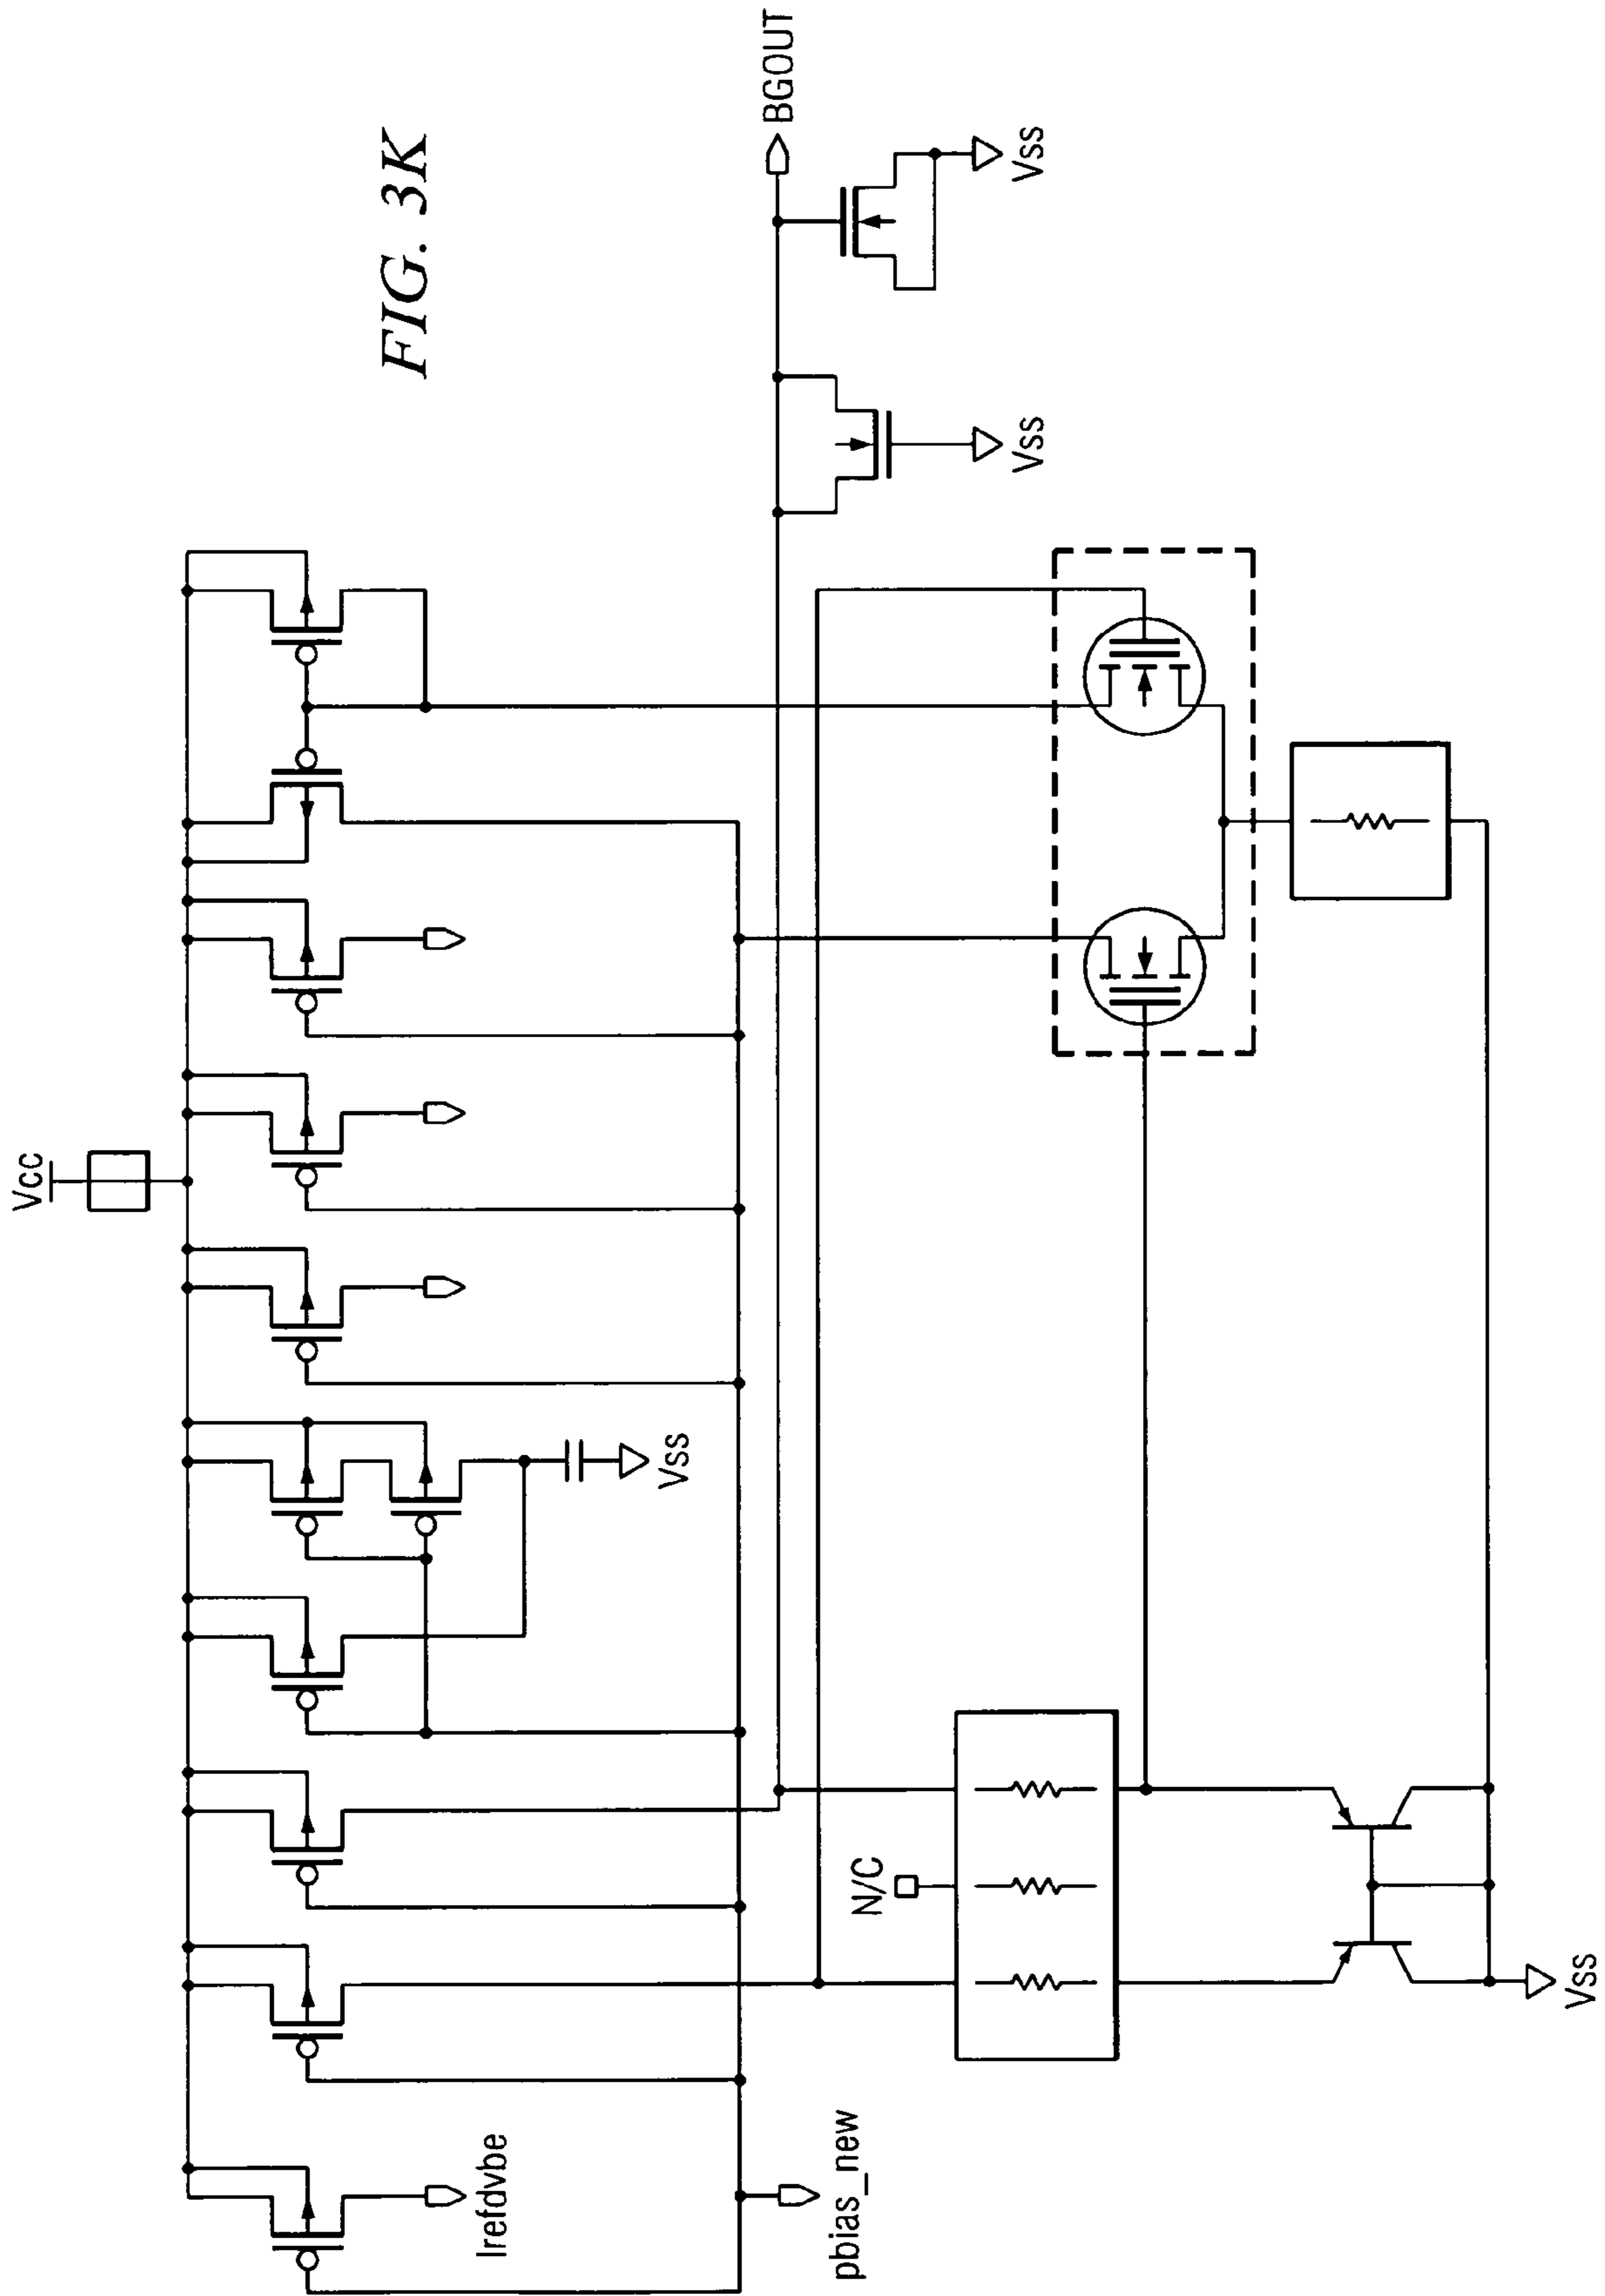 FIG. 3K
Vcc
BGOUT
Vss
Vss
Vss
N/C
Irefdvbe
pbias_new
Vss